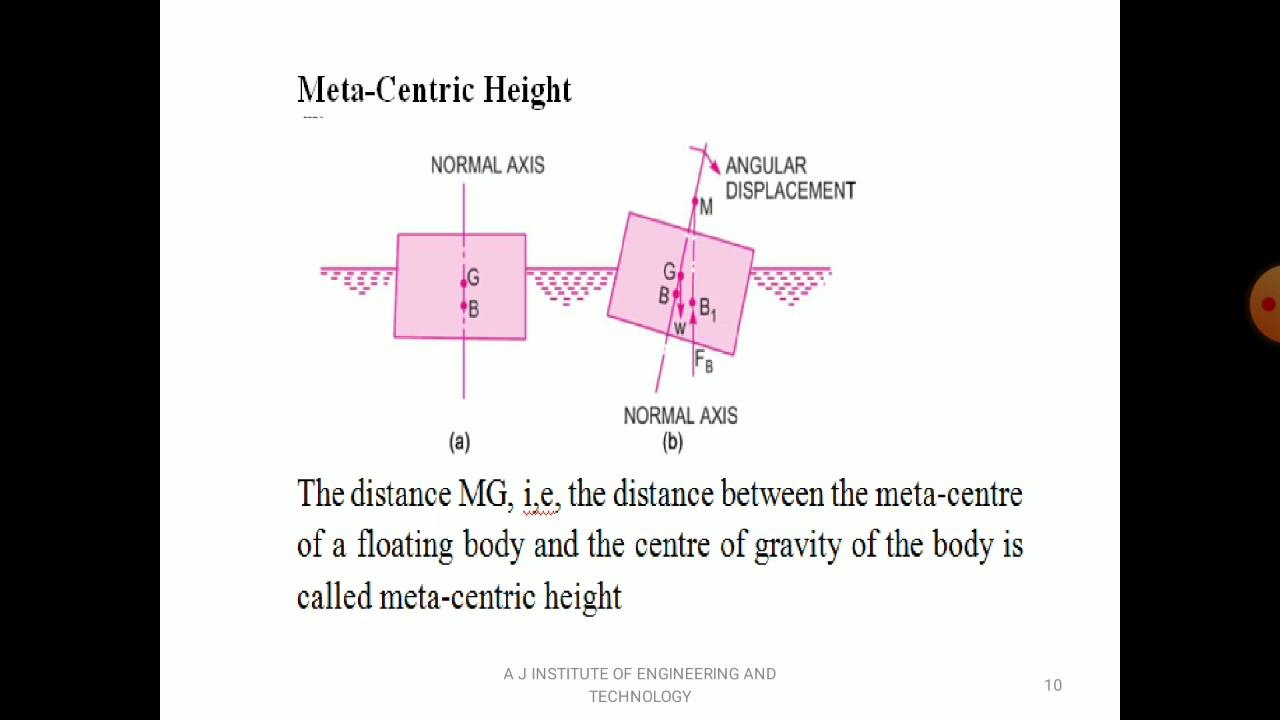 Meta-Centric Height
NORMAL AXIS
G
B
(a)
ANGULAR
DISPLACEMENT
M
G
B
B₁
W
F_B
NORMAL AXIS
(b)
The distance MG, i,e, the distance between the meta-centre
of a floating body and the centre of gravity of the body is
called meta-centric height
A J INSTITUTE OF ENGINEERING AND
TECHNOLOGY
10